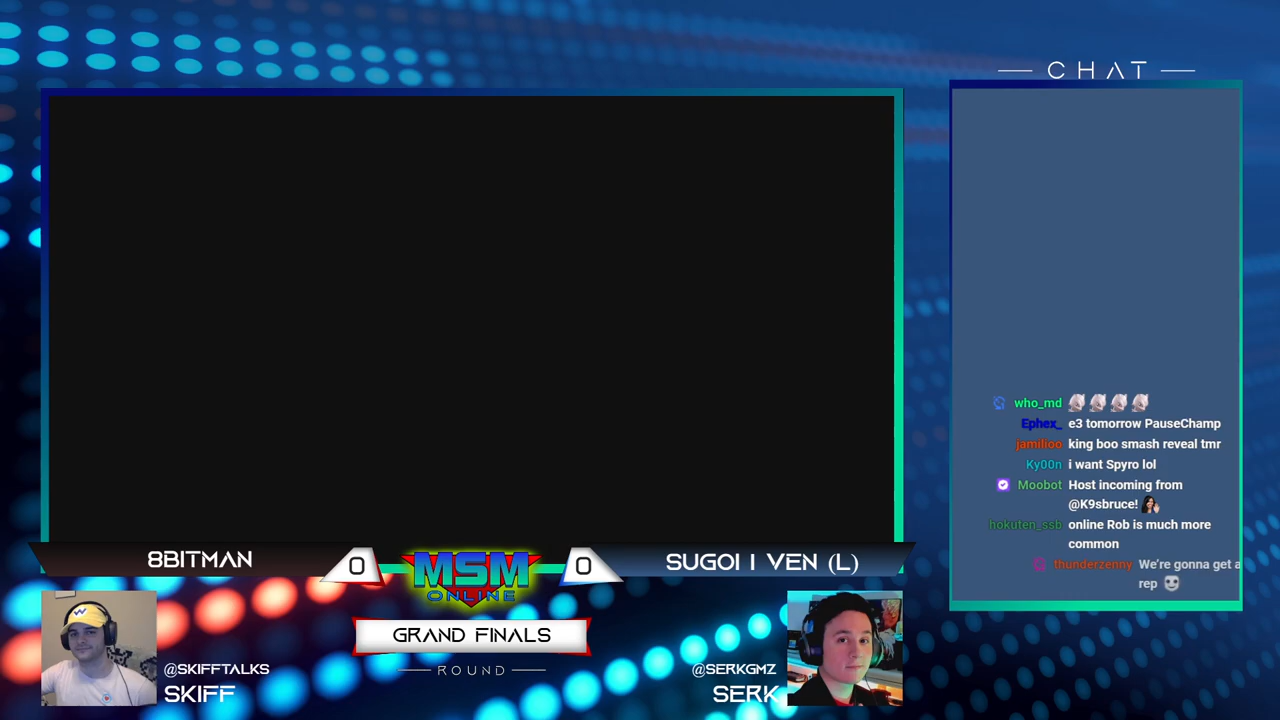 CHAT
who_md
Ephex_ e3 tomorrow PauseChamp
jamilioo king boo smash reveal tmr
Ky00n i want Spyro lol
Moobot Host incoming from
@K9sbruce!
hokuten_ssb online Rob is much more
common
thunderzenny We’re gonna get a
rep
8BITMAN 0 MSM 0 SUGOI | VEN (L)
ONLINE
GRAND FINALS
ROUND
@SKIFFTALKS
SKIFF
@SERKGMZ
SERK